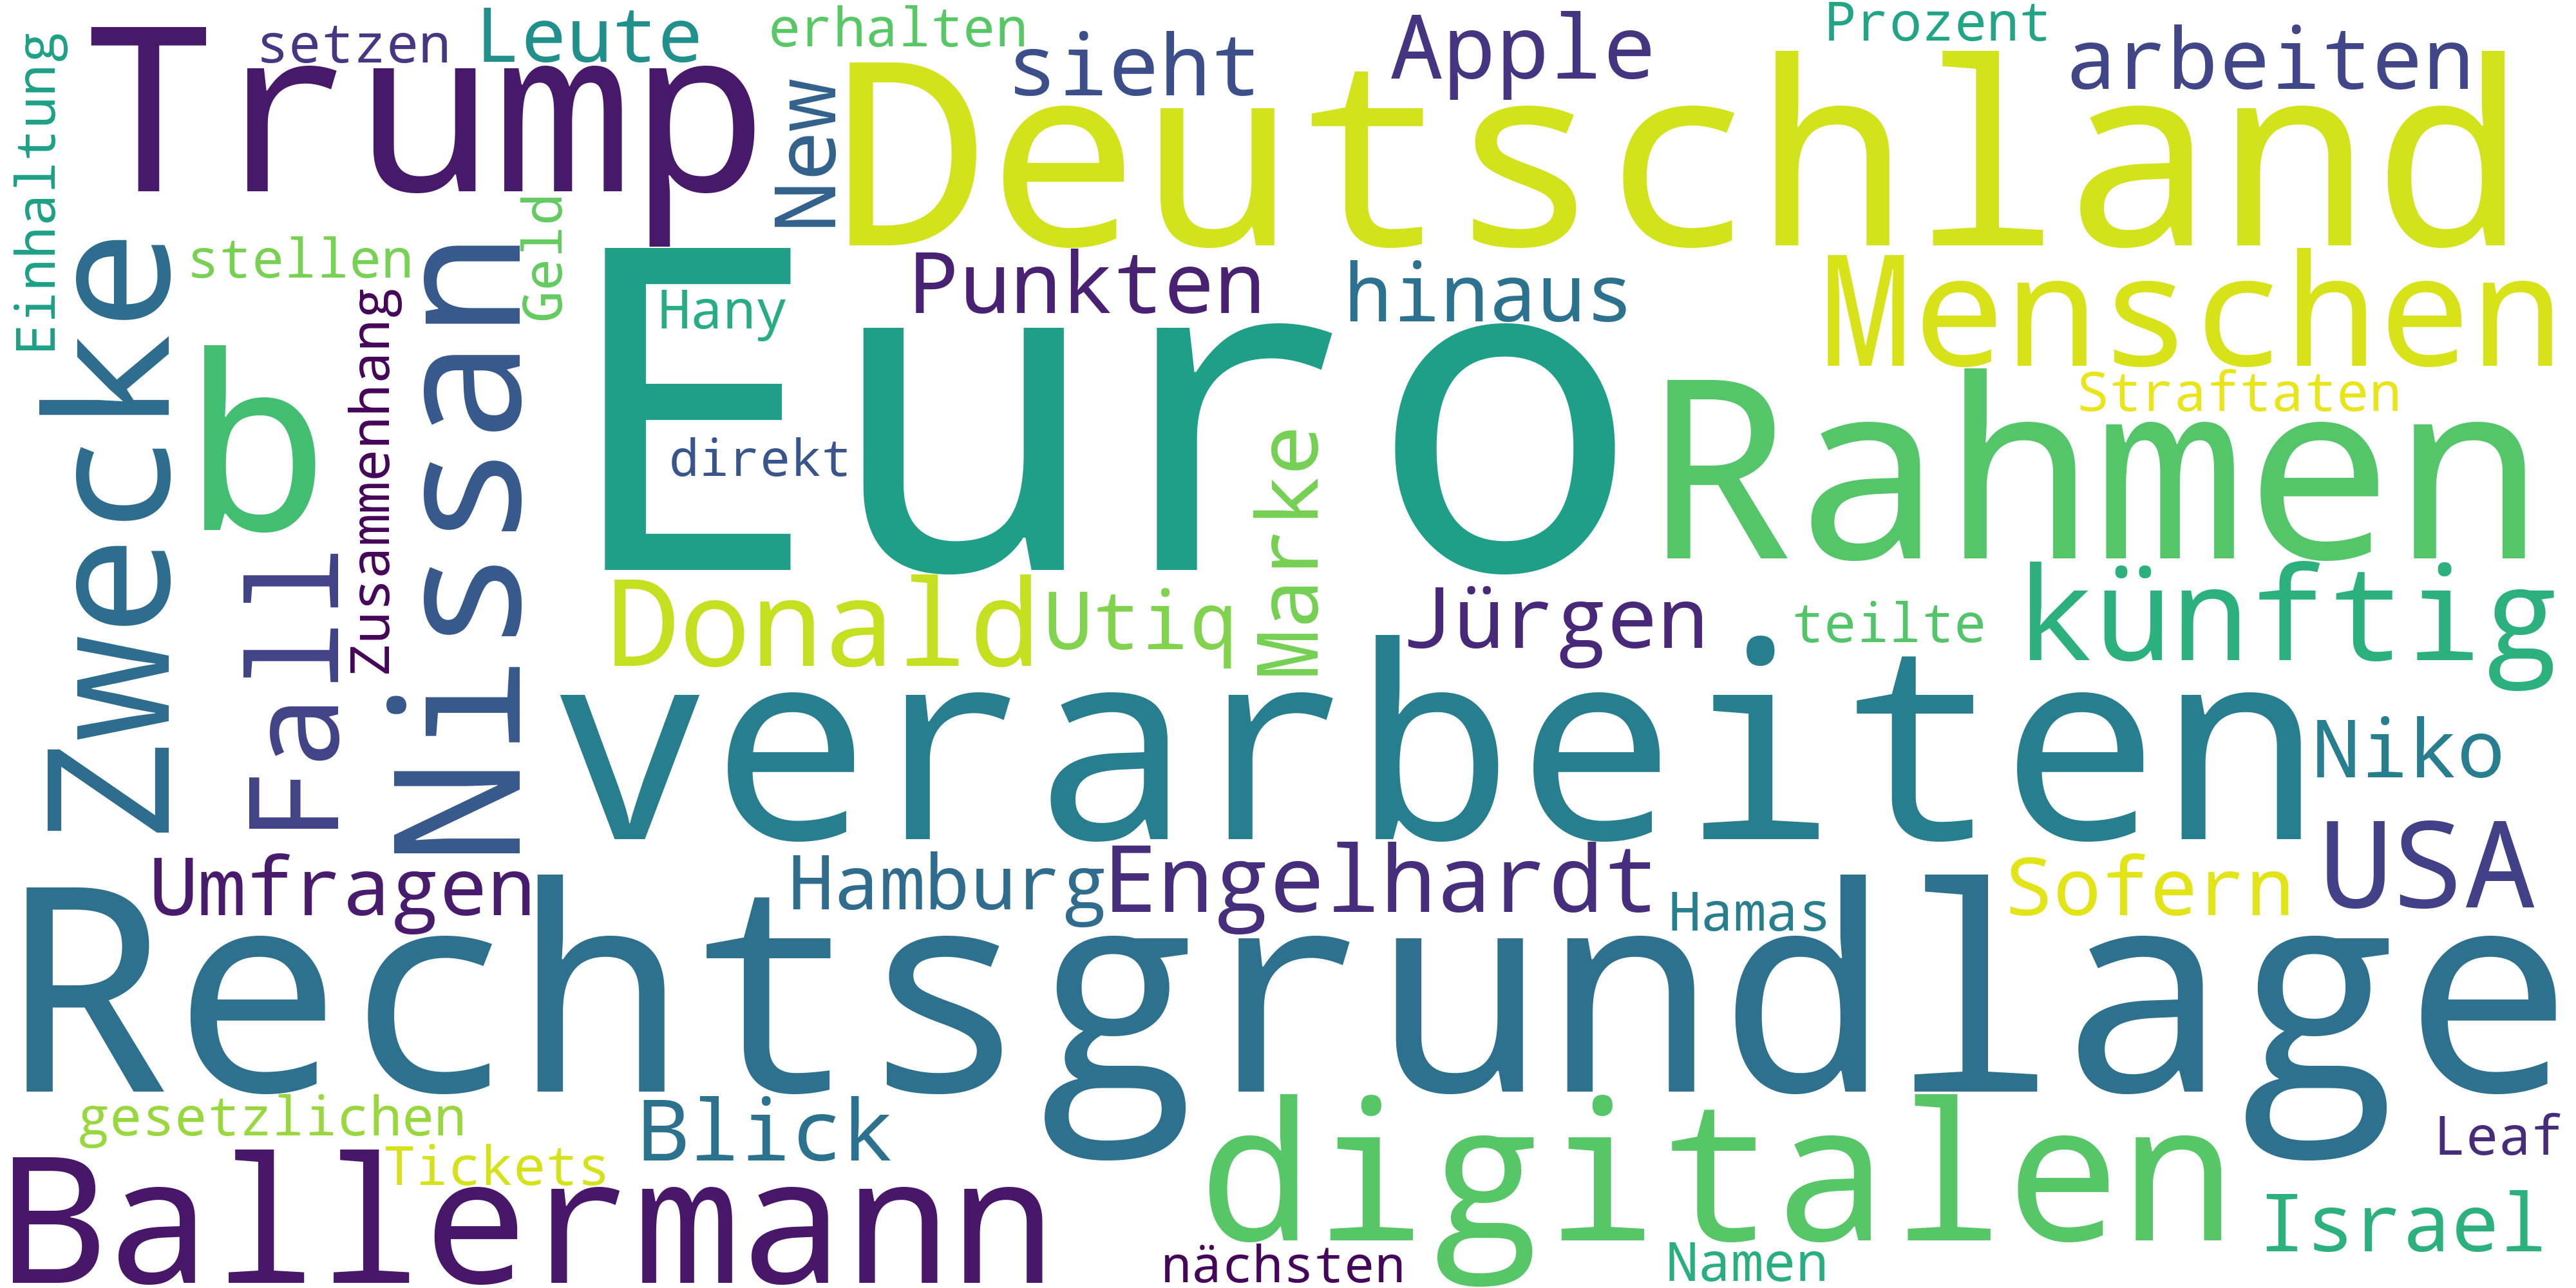 Trump
setzen
Leute
erhalten
sieht
Apple
Prozent
arbeiten
Einhaltung
New
Deutschland
Zwecke
stellen
Nissan
Geld
Hany
Punkten
hinaus
Menschen
b
Zusammenhang
Euro
Rahmen
Straftaten
direkt
Marke
Fall
Donald
Utiq
Jürgen
teilte
künftig
verarbeiten
Niko
Umfragen
Hamburg
Engelhardt
Hamas
Sofern
USA
Rechtsgrundlage
gesetzlichen
Tickets
Blick
digitalen
Leaf
Ballermann
Israel
nächsten
Namen